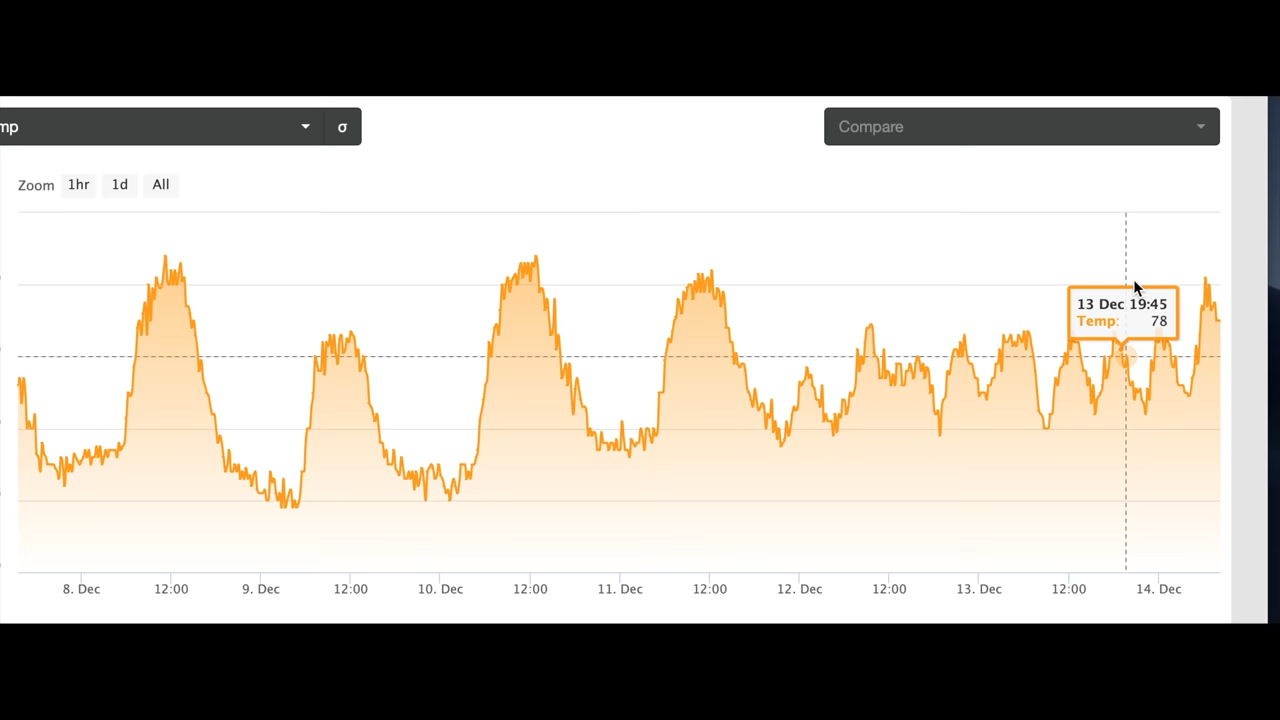 mp
σ
Compare
Zoom 1hr 1d All
13 Dec 19:45
Temp: 78
8. Dec 12:00 9. Dec 12:00 10. Dec 12:00 11. Dec 12:00 12. Dec 12:00 13. Dec 12:00 14. Dec